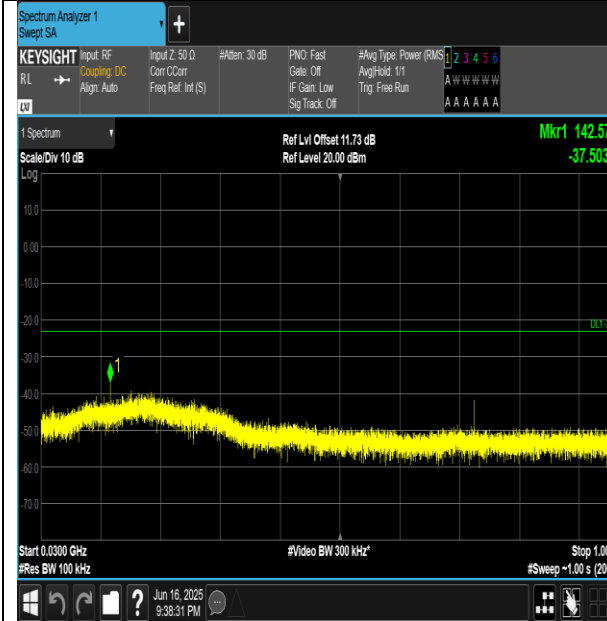 Spectrum Analyzer 1
Swept SA
+
KEYSIGHT
RL
LXI
Input: RF
Coupling: DC
Align: Auto
Input Z: 50 Ω
Corr CCorr
Freq Ref: Int (S)
#Atten: 30 dB
PNO: Fast
Gate: Off
IF Gain: Low
Sig Track: Off
#Avg Type: Power (RMS
Avg|Hold: 1/1
Trig: Free Run
1 2 3 4 5 6
A W W W W W
A A A A A A
1 Spectrum
Scale/Div 10 dB
Log
Ref Lvl Offset 11.73 dB
Ref Level 20.00 dBm
Mkr1 142.57
-37.503
10.0
0.00
-10.0
-20.0
DL1
-30.0
1
-40.0
-50.0
-60.0
-70.0
Start 0.0300 GHz
#Res BW 100 kHz
#Video BW 300 kHz*
Stop 1.00
#Sweep ~1.00 s (200
?
Jun 16, 2025
9:38:31 PM